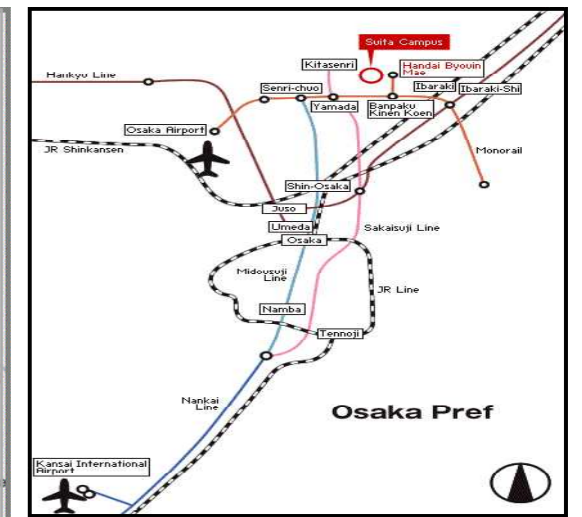 Suita Campus
Kitasenri
Handai Byouin
Mae
Hankyu Line
Senri-chuo
Ibaraki
Ibaraki-Shi
Yamada
Banpaku
Kinen Koen
Osaka Airport
JR Shinkansen
Monorail
Shin-Osaka
Juso
Umeda
Sakaisuji Line
Osaka
Midousuji
Line
JR Line
Namba
Tennoji
Nankai
Line
Osaka Pref
Kansai International
Airport